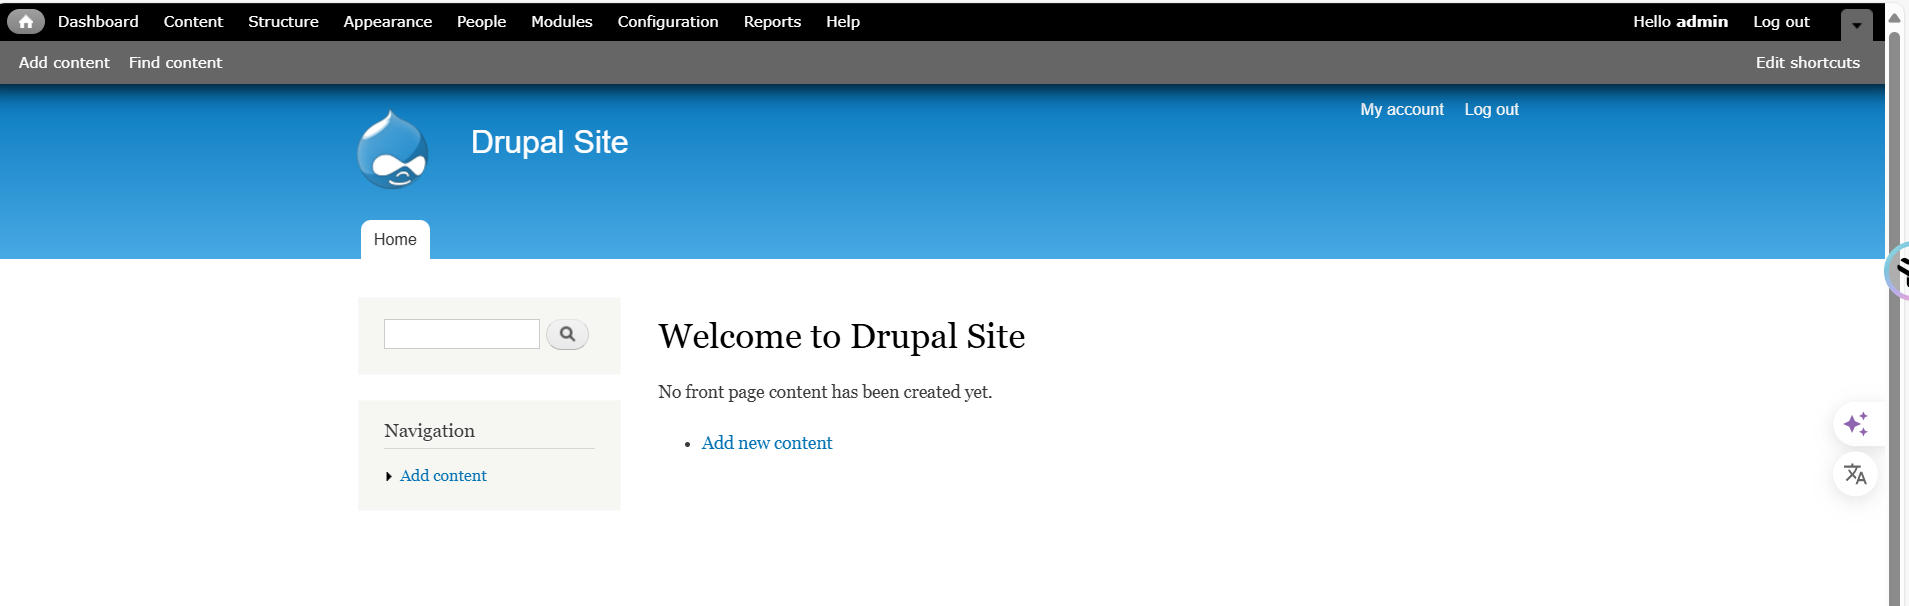 Dashboard Content Structure Appearance People Modules Configuration Reports Help Hello admin Log out
Add content Find content Edit shortcuts
My account Log out
Drupal Site
Home
Welcome to Drupal Site
No front page content has been created yet.
Navigation
Add new content
Add content